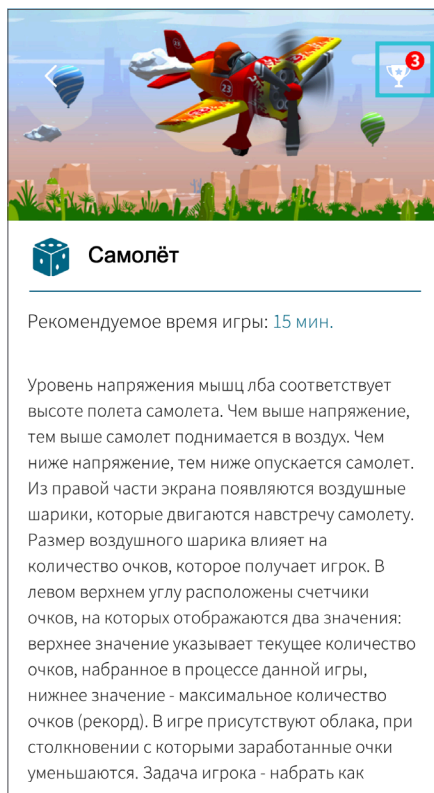 3
23
Самолёт
Рекомендуемое время игры: 15 мин.
Уровень напряжения мышц лба соответствует
высоте полета самолета. Чем выше напряжение,
тем выше самолет поднимается в воздух. Чем
ниже напряжение, тем ниже опускается самолет.
Из правой части экрана появляются воздушные
шарики, которые двигаются навстречу самолету.
Размер воздушного шарика влияет на
количество очков, которое получает игрок. В
левом верхнем углу расположены счетчики
очков, на которых отображаются два значения:
верхнее значение указывает текущее количество
очков, набранное в процессе данной игры,
нижнее значение - максимальное количество
очков (рекорд). В игре присутствуют облака, при
столкновении с которыми заработанные очки
уменьшаются. Задача игрока - набрать как